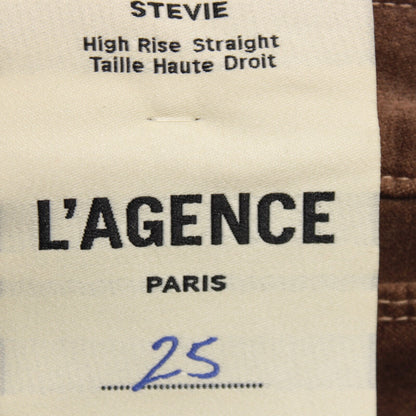 STEVIE
High Rise Straight
Taille Haute Droit
L'AGENCE
PARIS
25